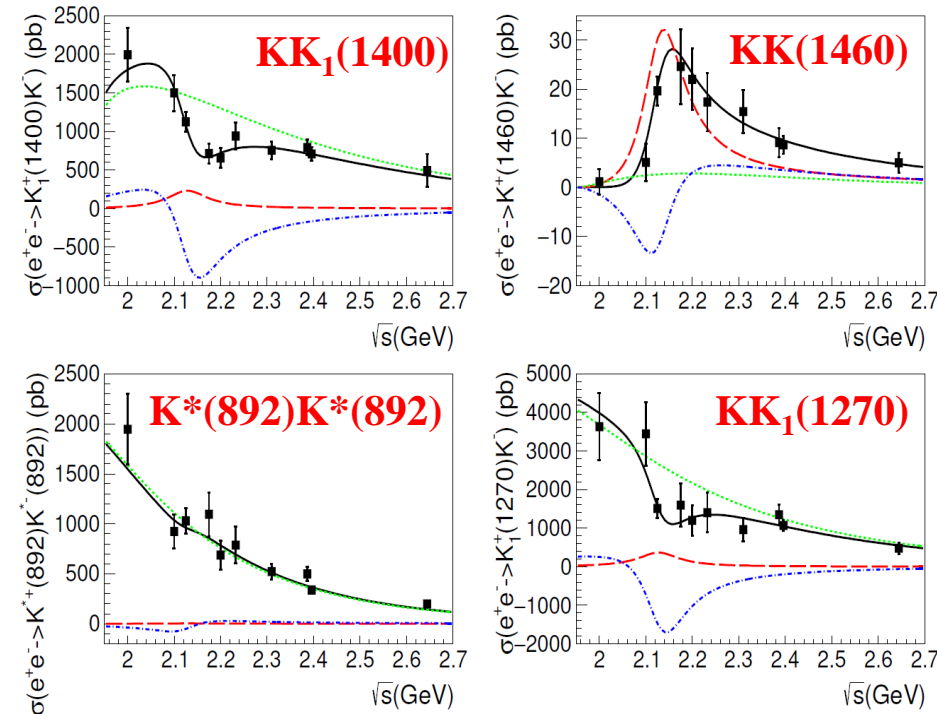 σ(e⁺e⁻->K₁⁺(1400)K⁻) (pb)
2500
2000
1500
1000
500
0
−500
−1000
KK₁(1400)
2 2.1 2.2 2.3 2.4 2.5 2.6 2.7
√s(GeV)
σ(e⁺e⁻->K⁺(1460)K⁻) (pb)
30
20
10
0
−10
−20
KK(1460)
2 2.1 2.2 2.3 2.4 2.5 2.6 2.7
√s(GeV)
σ(e⁺e⁻->K*⁺(892)K*⁻(892)) (pb)
2500
2000
1500
1000
500
0
K*(892)K*(892)
2 2.1 2.2 2.3 2.4 2.5 2.6 2.7
√s(GeV)
σ(e⁺e⁻->K₁⁺(1270)K⁻) (pb)
5000
4000
3000
2000
1000
0
−1000
−2000
KK₁(1270)
2 2.1 2.2 2.3 2.4 2.5 2.6 2.7
√s(GeV)